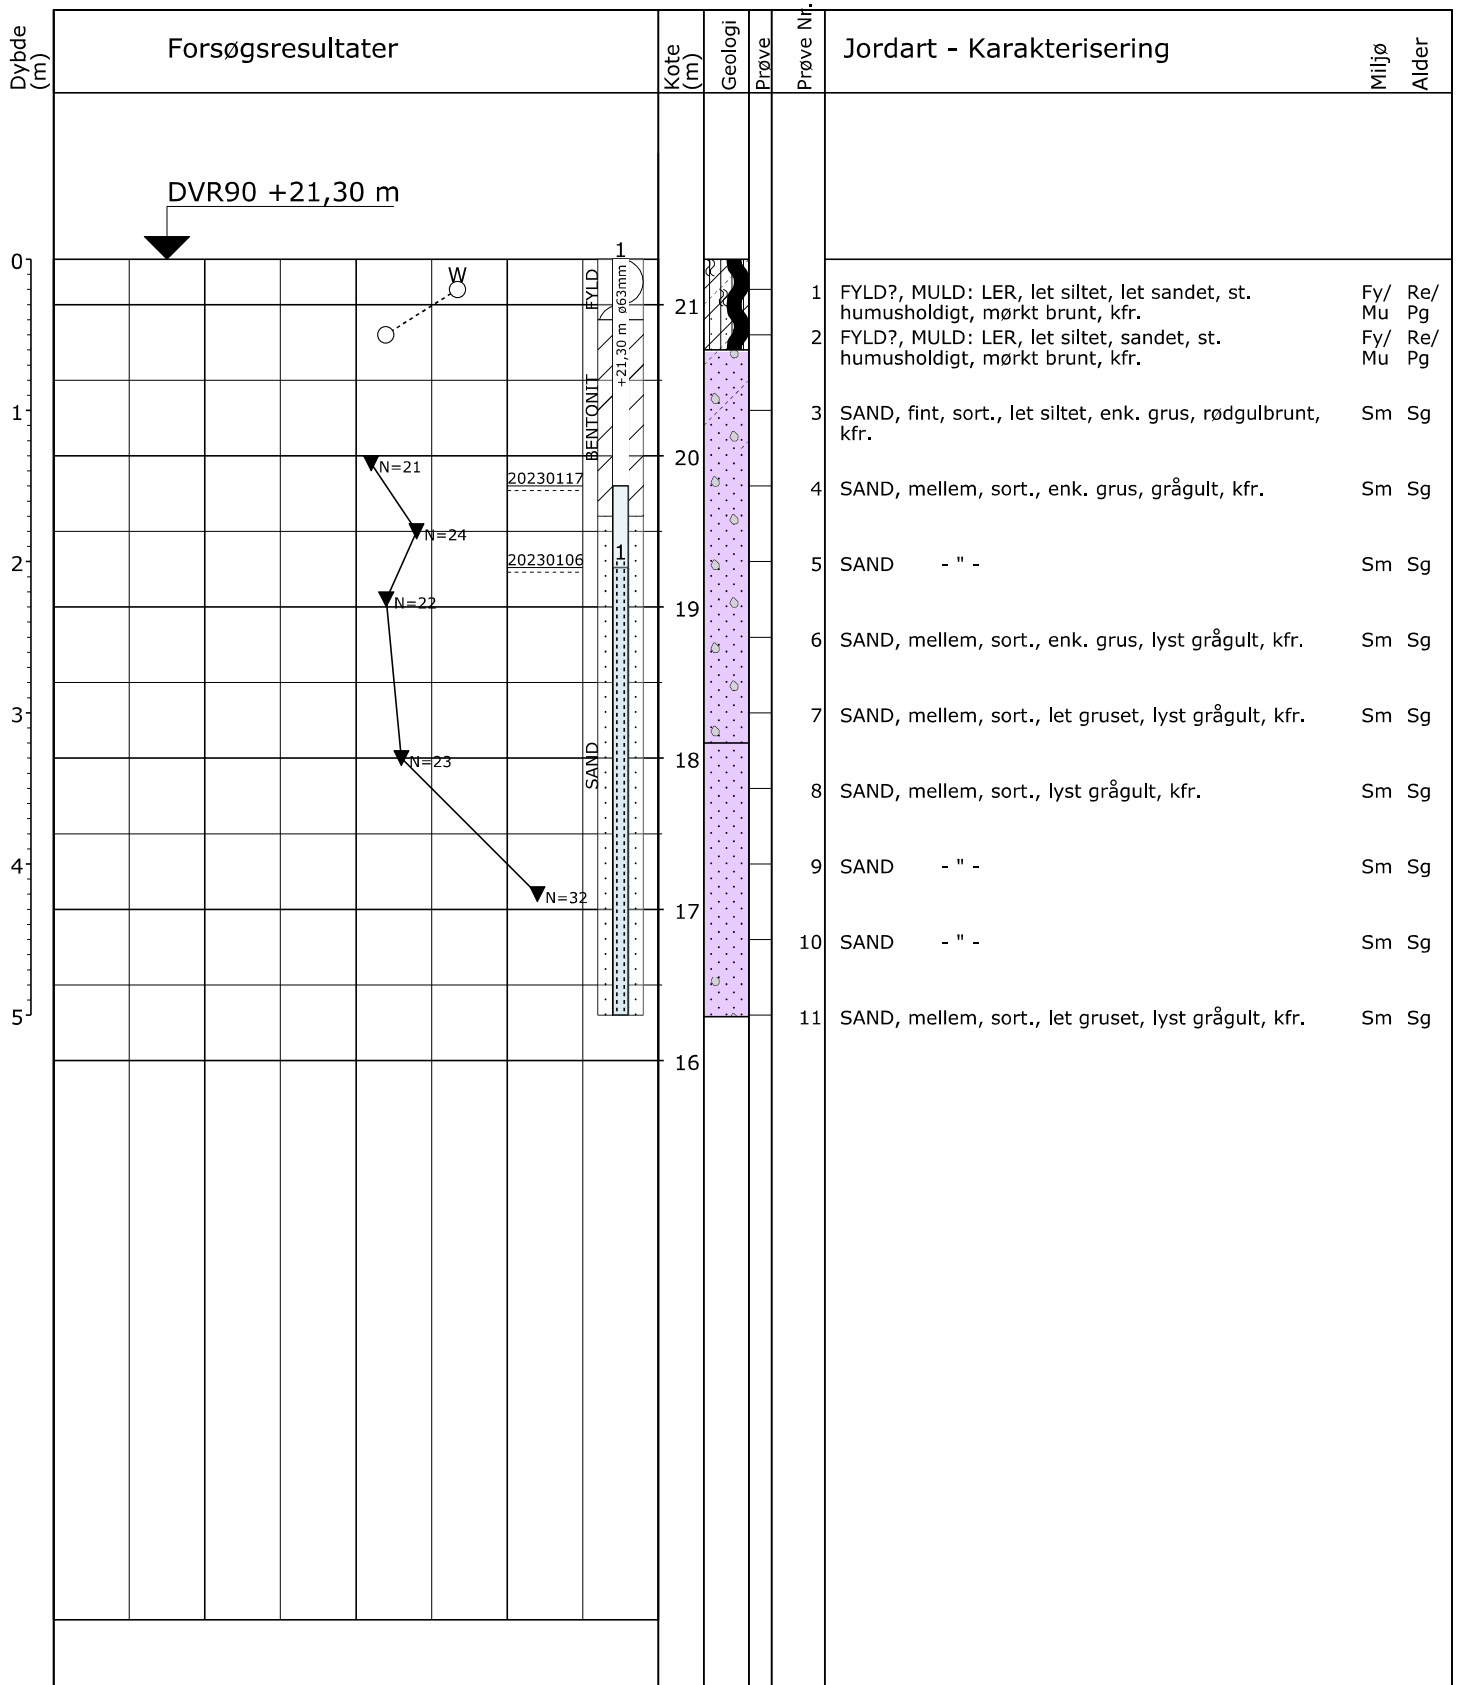 Dybde
(m)
Forsøgsresultater
Kote
(m)
Geologi
Prøve
Prøve Nr.
Jordart - Karakterisering
Miljø
Alder
DVR90 +21,30 m
0
1
2
3
4
5
W
N=21
N=24
N=22
N=23
N=32
20230117
20230106
FYLD
BENTONIT
SAND
1
+21,30 m ø63mm
1
21
20
19
18
17
16
1 FYLD?, MULD: LER, let siltet, let sandet, st. Fy/ Re/
humusholdigt, mørkt brunt, kfr. Mu Pg
2 FYLD?, MULD: LER, let siltet, sandet, st. Fy/ Re/
humusholdigt, mørkt brunt, kfr. Mu Pg
3 SAND, fint, sort., let siltet, enk. grus, rødgulbrunt, Sm Sg
kfr.
4 SAND, mellem, sort., enk. grus, grågult, kfr. Sm Sg
5 SAND - " - Sm Sg
6 SAND, mellem, sort., enk. grus, lyst grågult, kfr. Sm Sg
7 SAND, mellem, sort., let gruset, lyst grågult, kfr. Sm Sg
8 SAND, mellem, sort., lyst grågult, kfr. Sm Sg
9 SAND - " - Sm Sg
10 SAND - " - Sm Sg
11 SAND, mellem, sort., let gruset, lyst grågult, kfr. Sm Sg